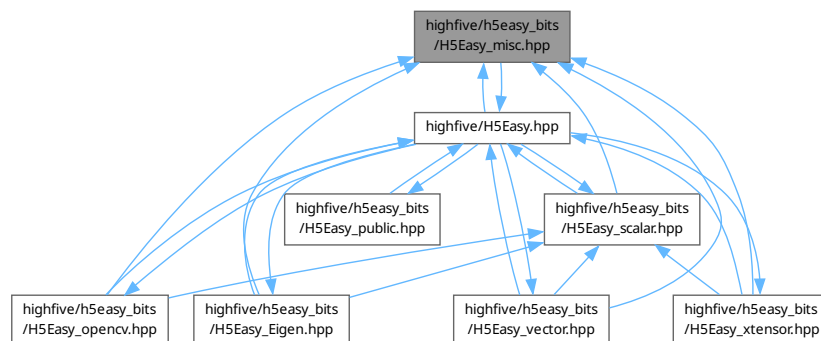 highfive/h5easy_bits
/H5Easy_misc.hpp
highfive/H5Easy.hpp
highfive/h5easy_bits
/H5Easy_public.hpp
highfive/h5easy_bits
/H5Easy_scalar.hpp
highfive/h5easy_bits
/H5Easy_opencv.hpp
highfive/h5easy_bits
/H5Easy_Eigen.hpp
highfive/h5easy_bits
/H5Easy_vector.hpp
highfive/h5easy_bits
/H5Easy_xtensor.hpp